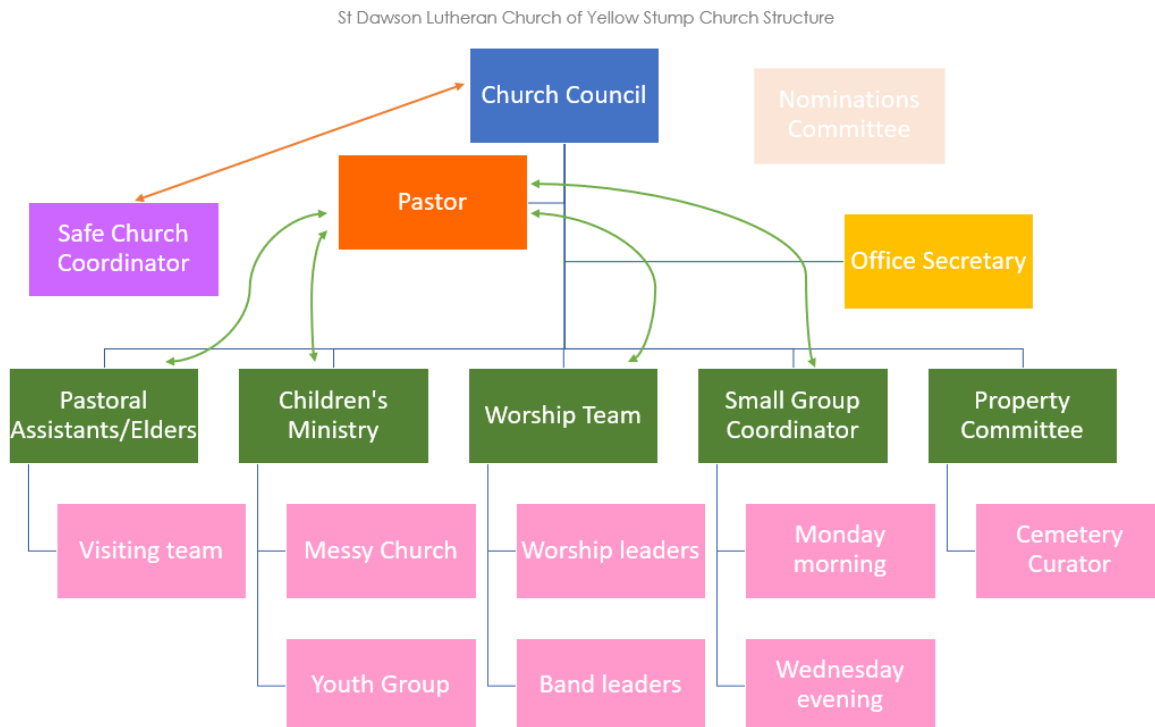 St Dawson Lutheran Church of Yellow Stump Church Structure
Church Council
Nominations
Committee
Pastor
Safe Church
Coordinator
Office Secretary
Pastoral
Assistants/Elders
Children's
Ministry
Worship Team
Small Group
Coordinator
Property
Committee
Visiting team
Messy Church
Worship leaders
Monday
morning
Cemetery
Curator
Youth Group
Band leaders
Wednesday
evening